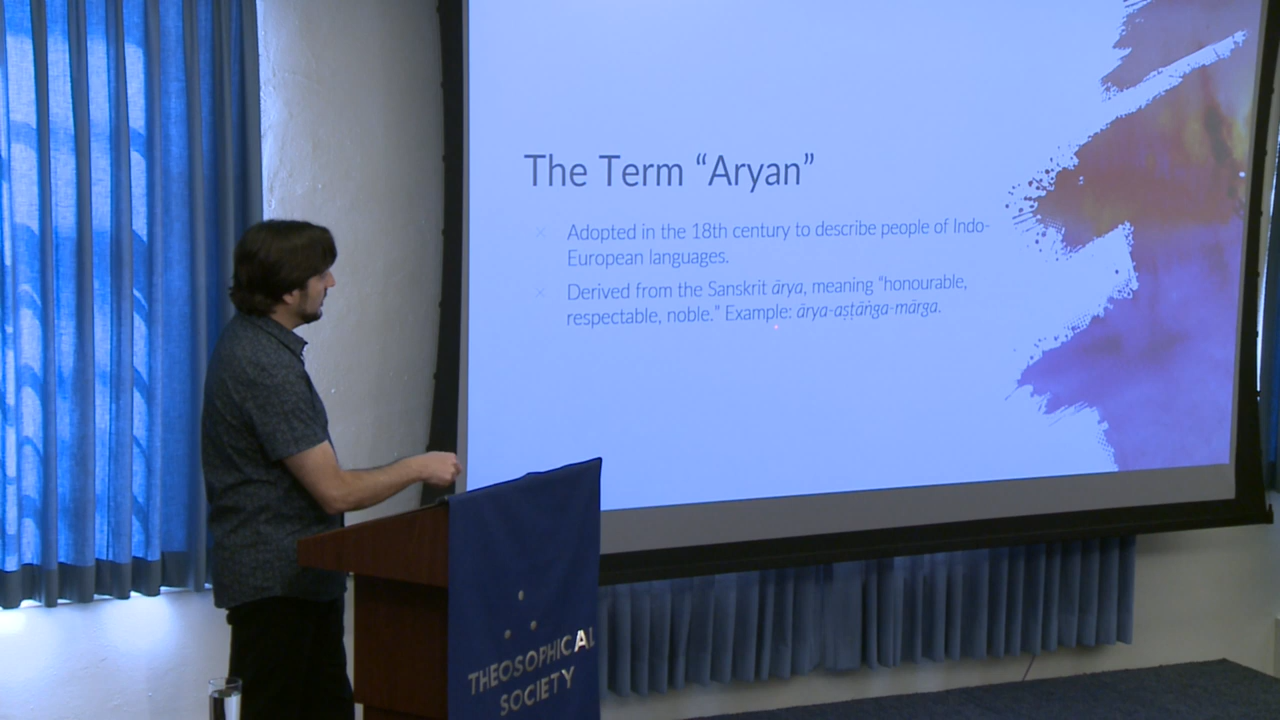 The Term “Aryan”
Adopted in the 18th century to describe people of Indo-
European languages.
Derived from the Sanskrit ārya, meaning “honourable,
respectable, noble.” Example: ārya-aṣṭāṅga-mārga.
THEOSOPHICAL
SOCIETY